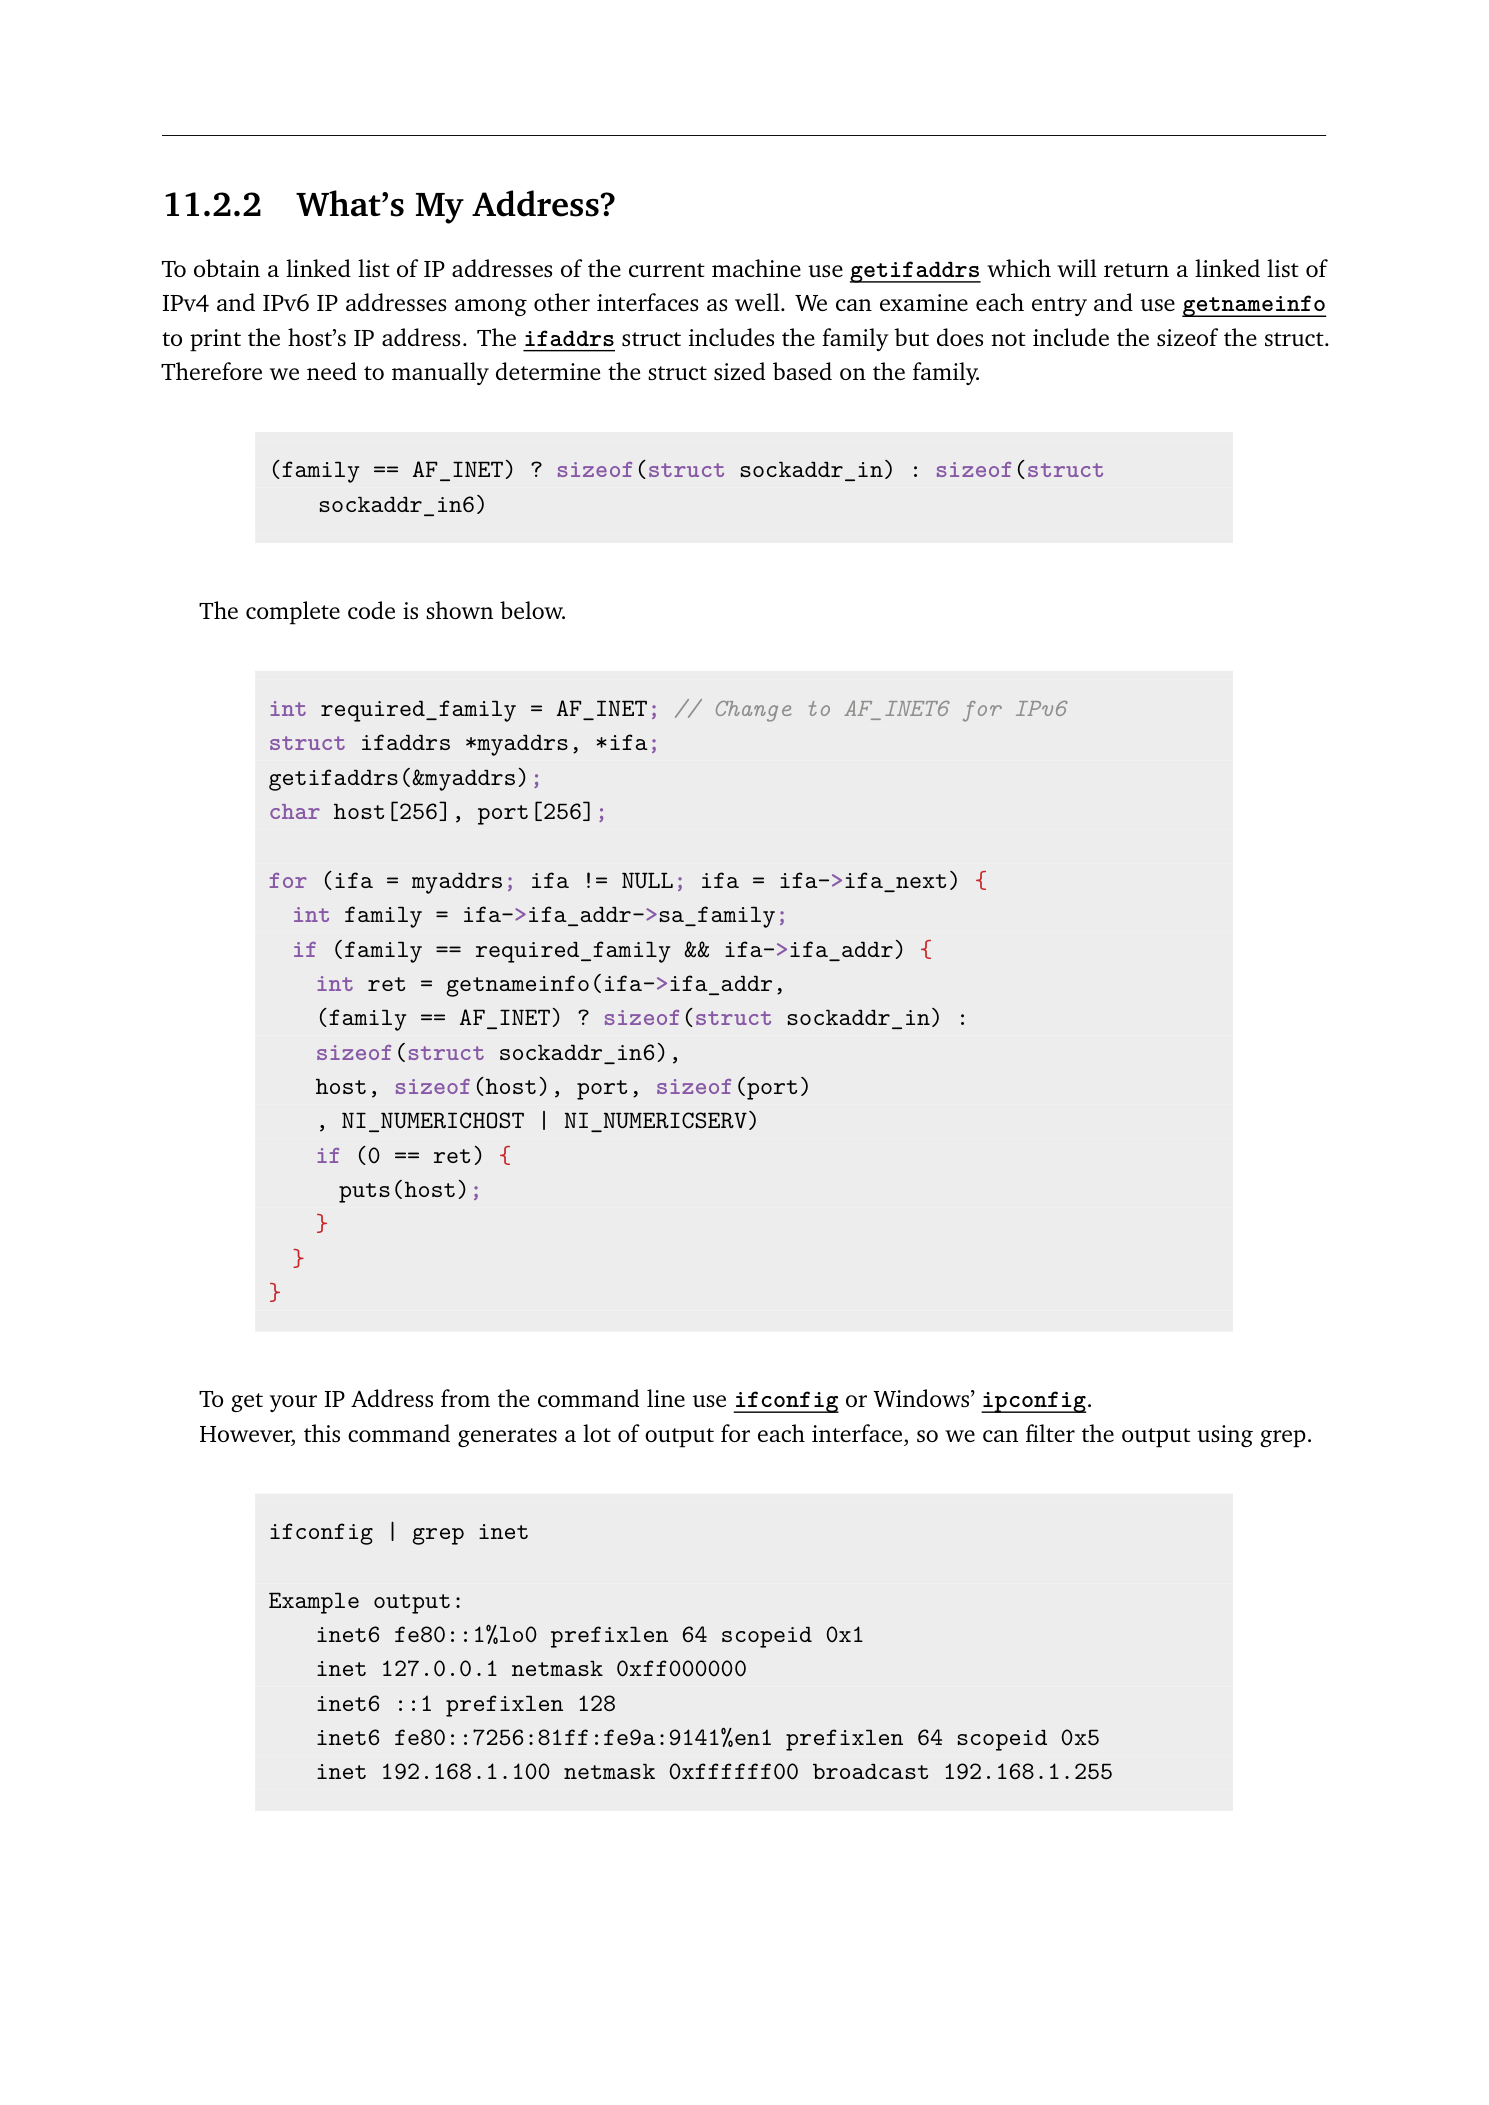 11.2.2 What's My Address?
To obtain a linked list of IP addresses of the current machine use getifaddrs which will return a linked list of
IPv4 and IPv6 IP addresses among other interfaces as well. We can examine each entry and use getnameinfo
to print the host's IP address. The ifaddrs struct includes the family but does not include the sizeof the struct.
Therefore we need to manually determine the struct sized based on the family.
(family == AF_INET) ? sizeof(struct sockaddr_in) : sizeof(struct
    sockaddr_in6)
The complete code is shown below.
int required_family = AF_INET; // Change to AF_INET6 for IPv6
struct ifaddrs *myaddrs, *ifa;
getifaddrs(&myaddrs);
char host[256], port[256];
for (ifa = myaddrs; ifa != NULL; ifa = ifa->ifa_next) {
  int family = ifa->ifa_addr->sa_family;
  if (family == required_family && ifa->ifa_addr) {
    int ret = getnameinfo(ifa->ifa_addr,
    (family == AF_INET) ? sizeof(struct sockaddr_in) :
    sizeof(struct sockaddr_in6),
    host, sizeof(host), port, sizeof(port)
    , NI_NUMERICHOST | NI_NUMERICSERV)
    if (0 == ret) {
      puts(host);
    }
  }
}
To get your IP Address from the command line use ifconfig or Windows' ipconfig.
However, this command generates a lot of output for each interface, so we can filter the output using grep.
ifconfig | grep inet
Example output:
    inet6 fe80::1%lo0 prefixlen 64 scopeid 0x1
    inet 127.0.0.1 netmask 0xff000000
    inet6 ::1 prefixlen 128
    inet6 fe80::7256:81ff:fe9a:9141%en1 prefixlen 64 scopeid 0x5
    inet 192.168.1.100 netmask 0xffffff00 broadcast 192.168.1.255